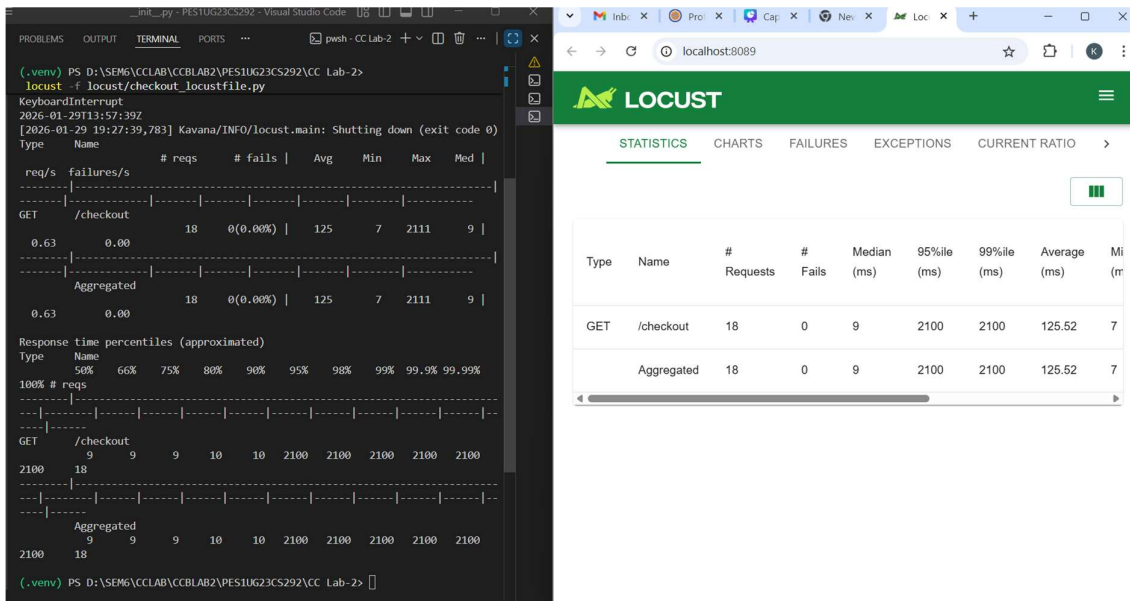 __init__.py - PES1UG23CS292 - Visual Studio Code
PROBLEMS OUTPUT TERMINAL PORTS ··· pwsh - CC Lab-2
(.venv) PS D:\SEM6\CCLAB\CCBLAB2\PES1UG23CS292\CC Lab-2>
locust -f locust/checkout_locustfile.py
KeyboardInterrupt
2026-01-29T13:57:39Z
[2026-01-29 19:27:39,783] Kavana/INFO/locust.main: Shutting down (exit code 0)
Type Name
# reqs # fails | Avg Min Max Med |
req/s failures/s
--------|---------------------------------------------------------------------|
-------|-------------|-------|-------|-------|-------|--------|-----------
GET /checkout
18 0(0.00%) | 125 7 2111 9 |
0.63 0.00
--------|---------------------------------------------------------------------|
-------|-------------|-------|-------|-------|-------|--------|-----------
Aggregated
18 0(0.00%) | 125 7 2111 9 |
0.63 0.00
Response time percentiles (approximated)
Type Name
50% 66% 75% 80% 90% 95% 98% 99% 99.9% 99.99%
100% # reqs
--------|----------------------------------------------------------------------
---|--------|------|------|------|------|------|------|------|------|------|--
----|------
GET /checkout
9 9 9 10 10 2100 2100 2100 2100 2100
2100 18
--------|----------------------------------------------------------------------
---|--------|------|------|------|------|------|------|------|------|------|--
----|------
Aggregated
9 9 9 10 10 2100 2100 2100 2100 2100
2100 18
(.venv) PS D:\SEM6\CCLAB\CCBLAB2\PES1UG23CS292\CC Lab-2>
Inbc Prof Cap Nev Loc
localhost:8089 K
LOCUST
STATISTICS CHARTS FAILURES EXCEPTIONS CURRENT RATIO
Type Name # Requests # Fails Median (ms) 95%ile (ms) 99%ile (ms) Average (ms) Mi (m
GET /checkout 18 0 9 2100 2100 125.52 7
Aggregated 18 0 9 2100 2100 125.52 7